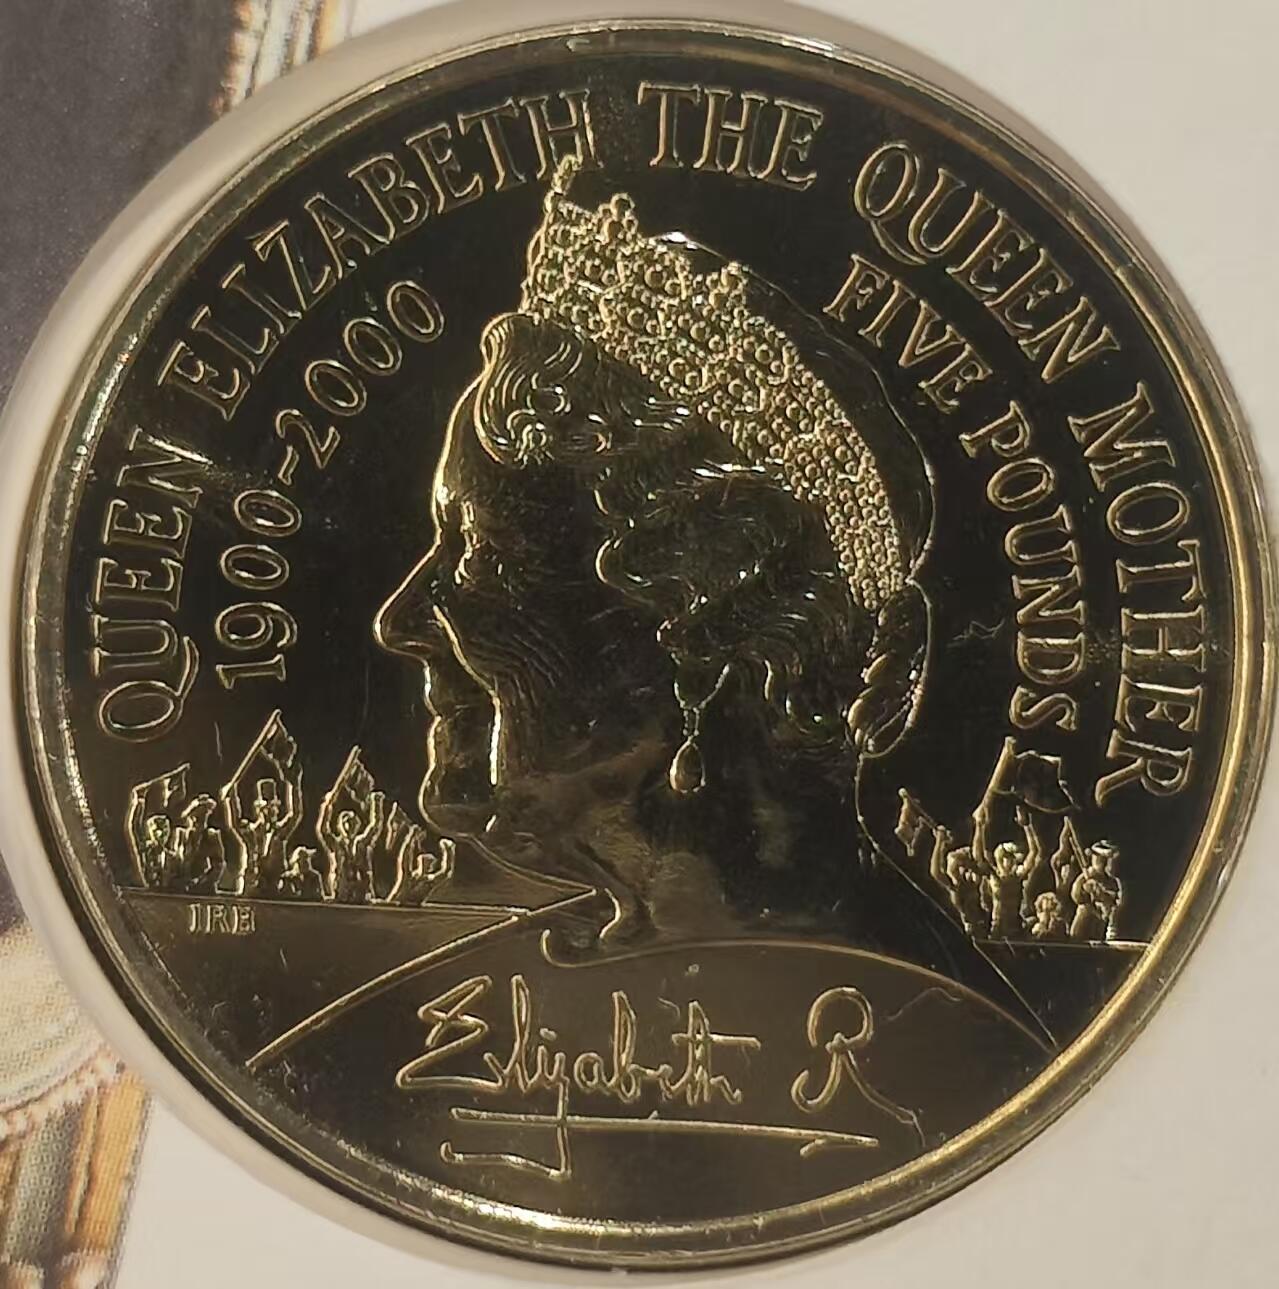 QUEEN ELIZABETH THE QUEEN MOTHER
1900-2000
FIVE POUNDS
IRB
Elizabeth R